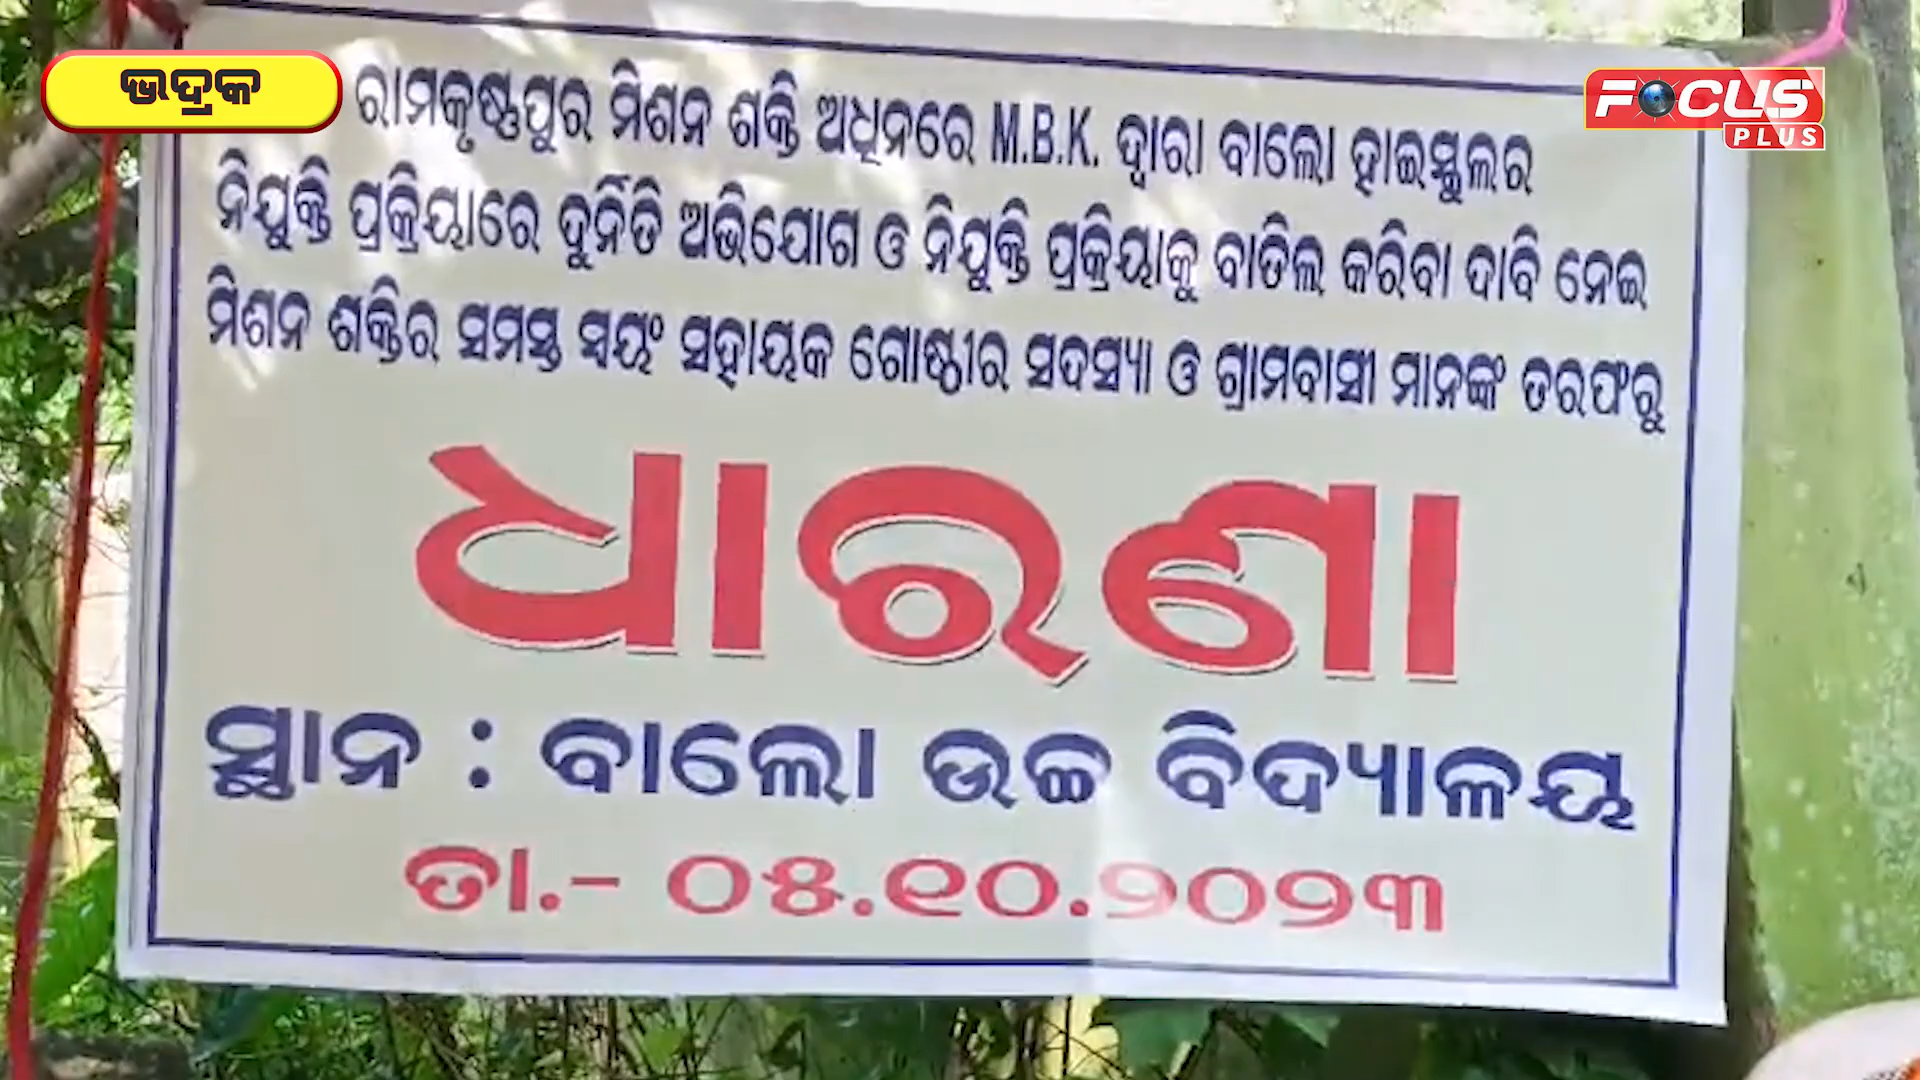 ଭଦ୍ରକ
FOCUS
PLUS
ରାମକୃଷ୍ଣପୁର ମିଶନ ଶକ୍ତି ଅଧିନରେ M.B.K. ଦ୍ୱାରା ବାଲୋ ହାଇସ୍କୁଲର
ନିଯୁକ୍ତି ପ୍ରକ୍ରିୟାରେ ଦୁର୍ନିତି ଅଭିଯୋଗ ଓ ନିଯୁକ୍ତି ପ୍ରକ୍ରିୟାକୁ ବାତିଲ କରିବା ଦାବି ନେଇ
ମିଶନ ଶକ୍ତିର ସମସ୍ତ ସ୍ୱୟଂ ସହାୟକ ଗୋଷ୍ଠୀର ସଦସ୍ୟା ଓ ଗ୍ରାମବାସୀ ମାନଙ୍କ ତରଫରୁ
ଧାରଣା
ସ୍ଥାନ : ବାଲୋ ଉଚ୍ଚ ବିଦ୍ୟାଳୟ
ତା.- ୦୫.୧୦.୨୦୨୩